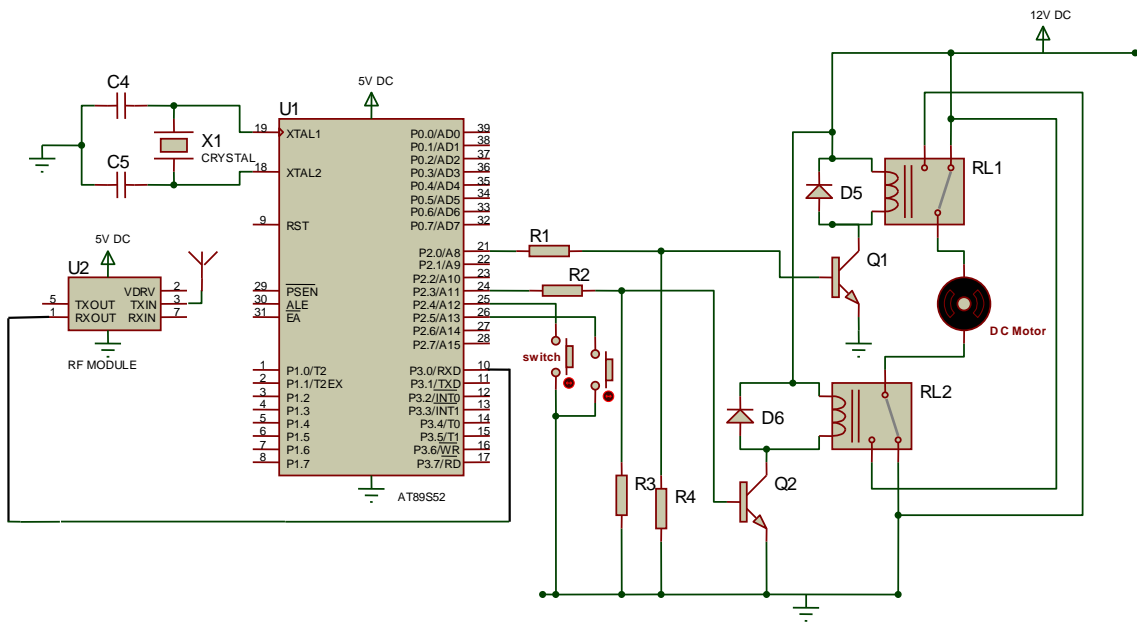 12V DC
C4
5V DC
U1
X1
CRYSTAL
C5
19 XTAL1
18 XTAL2
9 RST
29 PSEN
30 ALE
31 EA
1 P1.0/T2
2 P1.1/T2EX
3 P1.2
4 P1.3
5 P1.4
6 P1.5
7 P1.6
8 P1.7
P0.0/AD0 39
P0.1/AD1 38
P0.2/AD2 37
P0.3/AD3 36
P0.4/AD4 35
P0.5/AD5 34
P0.6/AD6 33
P0.7/AD7 32
P2.0/A8 21
P2.1/A9 22
P2.2/A10 23
P2.3/A11 24
P2.4/A12 25
P2.5/A13 26
P2.6/A14 27
P2.7/A15 28
P3.0/RXD 10
P3.1/TXD 11
P3.2/INT0 12
P3.3/INT1 13
P3.4/T0 14
P3.5/T1 15
P3.6/WR 16
P3.7/RD 17
AT89S52
5V DC
U2
VDRV 2
5 TXOUT TXIN 3
1 RXOUT RXIN 7
RF MODULE
R1
R2
switch
R3
R4
D5
RL1
Q1
DC Motor
D6
RL2
Q2